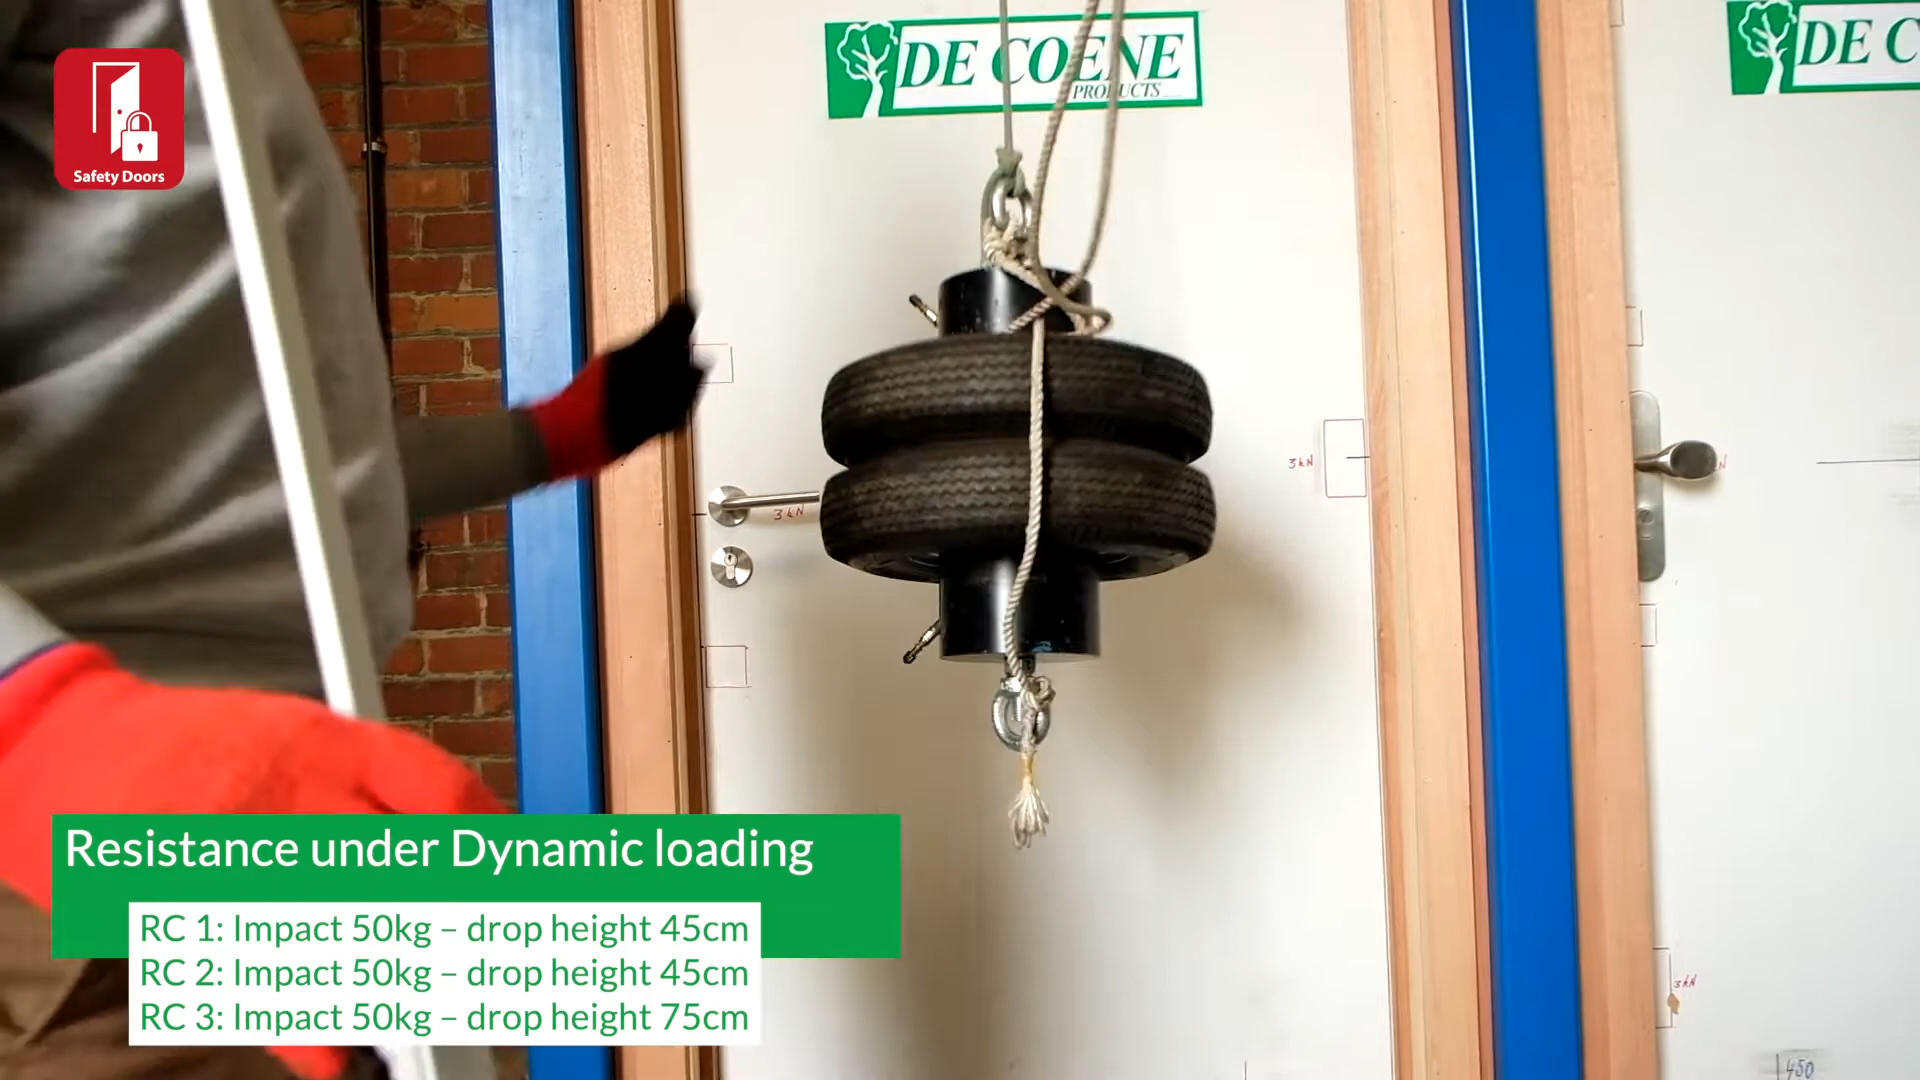 Safety Doors
DE COENE
PRODUCTS
DE C
3kN
3kN
3kN
450
Resistance under Dynamic loading
RC 1: Impact 50kg – drop height 45cm
RC 2: Impact 50kg – drop height 45cm
RC 3: Impact 50kg – drop height 75cm